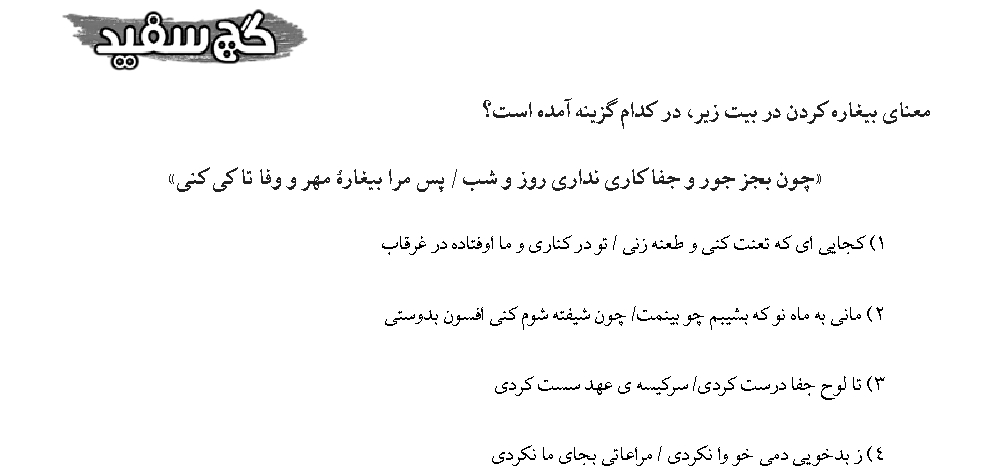 گچ سفید
معنای بیغاره کردن در بیت زیر، در کدام گزینه آمده است؟
«چون بجز جور و جفا کاری نداری روز و شب / پس مرا بیغارهٔ مهر و وفا تا کی کنی»
۱) کجایی ای که تعنت کنی و طعنه زنی / تو در کناری و ما اوفتاده در غرقاب
۲) مانی به ماه نو که بشیبم چو بینمت/ چون شیفته شوم کنی افسون بدوستی
۳) تا لوح جفا درست کردی/ سرکیسه ی عهد سست کردی
٤) ز بدخویی دمی خو وا نکردی / مراعاتی بجای ما نکردی